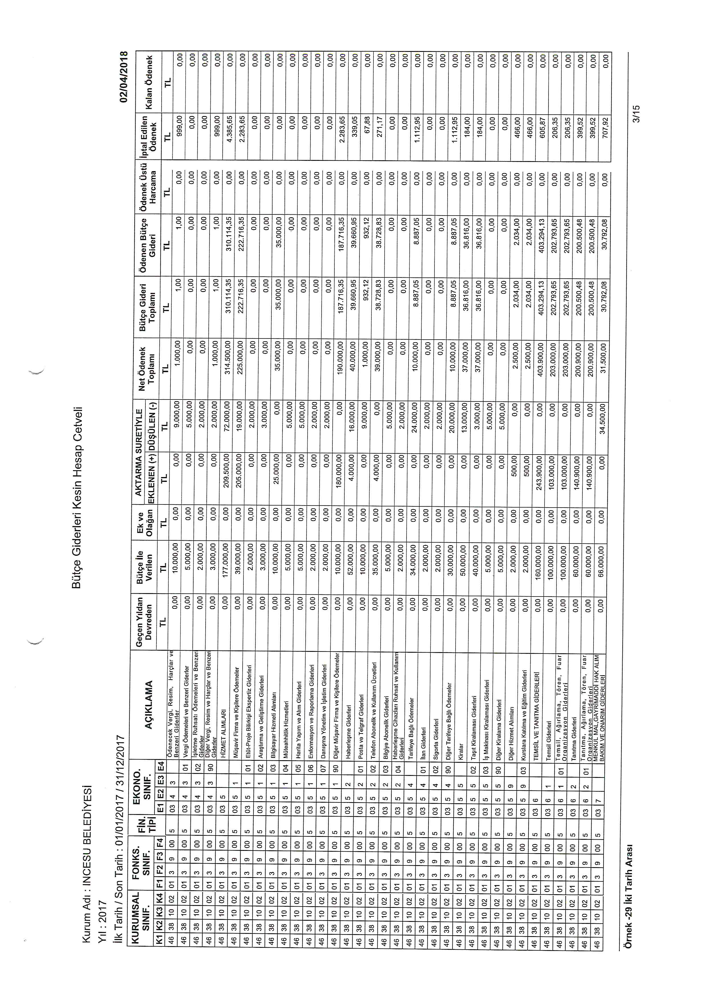 Bütçe Giderleri Kesin Hesap Cetveli
Kurum Adı : INCESU BELEDİYESİ
Yıl : 2017
İlk Tarih / Son Tarih : 01/01/2017 / 31/12/2017 02/04/2018
KURUMSAL SINIF. FONKS. SINIF. FİN. TİPİ EKONO. SINIF. AÇIKLAMA Geçen Yıldan Devreden Bütçe İle Verilen Ek ve Olağan AKTARMA SURETİYLE Net Ödenek Toplamı Bütçe Gideri Toplamı Ödenen Bütçe Gideri Ödenek Üstü Harcama İptal Edilen Ödenek Kalan Ödenek
EKLENEN (+) DÜŞÜLEN (-)
K1 K2 K3 K4 F1 F2 F3 F4 E1 E2 E3 E4 TL TL TL TL TL TL TL TL TL TL TL
46 38 10 02 01 3 9 00 5 03 4 3 Ödenecek Vergi, Resim, Harçlar ve Benzeri Giderler 0,00 10.000,00 0,00 0,00 9.000,00 1.000,00 1,00 1,00 0,00 999,00 0,00
46 38 10 02 01 3 9 00 5 03 4 3 01 Vergi Ödemeleri ve Benzeri Giderler 0,00 5.000,00 0,00 0,00 5.000,00 0,00 0,00 0,00 0,00 0,00 0,00
46 38 10 02 01 3 9 00 5 03 4 3 02 İşletme Ruhsatı Ödemeleri ve Benzeri Giderler 0,00 2.000,00 0,00 0,00 2.000,00 0,00 0,00 0,00 0,00 0,00 0,00
46 38 10 02 01 3 9 00 5 03 4 3 90 Diğer Vergi, Resim ve Harçlar ve Benzeri Giderler 0,00 3.000,00 0,00 0,00 2.000,00 1.000,00 1,00 1,00 0,00 999,00 0,00
46 38 10 02 01 3 9 00 5 03 5 HİZMET ALIMLARI 0,00 177.000,00 0,00 209.500,00 72.000,00 314.500,00 310.114,35 310.114,35 0,00 4.385,65 0,00
46 38 10 02 01 3 9 00 5 03 5 1 Müşavir Firma ve Kişilere Ödemeler 0,00 39.000,00 0,00 205.000,00 19.000,00 225.000,00 222.716,35 222.716,35 0,00 2.283,65 0,00
46 38 10 02 01 3 9 00 5 03 5 1 01 Etüt-Proje Bilirkişi Ekspertiz Giderleri 0,00 2.000,00 0,00 0,00 2.000,00 0,00 0,00 0,00 0,00 0,00 0,00
46 38 10 02 01 3 9 00 5 03 5 1 02 Araştırma ve Geliştirme Giderleri 0,00 3.000,00 0,00 0,00 3.000,00 0,00 0,00 0,00 0,00 0,00 0,00
46 38 10 02 01 3 9 00 5 03 5 1 03 Bilgisayar Hizmeti Alımları 0,00 10.000,00 0,00 25.000,00 0,00 35.000,00 35.000,00 35.000,00 0,00 0,00 0,00
46 38 10 02 01 3 9 00 5 03 5 1 04 Müteahhitlik Hizmetleri 0,00 5.000,00 0,00 0,00 5.000,00 0,00 0,00 0,00 0,00 0,00 0,00
46 38 10 02 01 3 9 00 5 03 5 1 05 Harita Yapım ve Alım Giderleri 0,00 5.000,00 0,00 0,00 5.000,00 0,00 0,00 0,00 0,00 0,00 0,00
46 38 10 02 01 3 9 00 5 03 5 1 06 Enformasyon ve Raporlama Giderleri 0,00 2.000,00 0,00 0,00 2.000,00 0,00 0,00 0,00 0,00 0,00 0,00
46 38 10 02 01 3 9 00 5 03 5 1 07 Danışma Yönetim ve İşletim Giderleri 0,00 2.000,00 0,00 0,00 2.000,00 0,00 0,00 0,00 0,00 0,00 0,00
46 38 10 02 01 3 9 00 5 03 5 1 90 Diğer Müşavir Firma ve Kişilere Ödemeler 0,00 10.000,00 0,00 180.000,00 0,00 190.000,00 187.716,35 187.716,35 0,00 2.283,65 0,00
46 38 10 02 01 3 9 00 5 03 5 2 Haberleşme Giderleri 0,00 52.000,00 0,00 4.000,00 16.000,00 40.000,00 39.660,95 39.660,95 0,00 339,05 0,00
46 38 10 02 01 3 9 00 5 03 5 2 01 Posta ve Telgraf Giderleri 0,00 10.000,00 0,00 0,00 9.000,00 1.000,00 932,12 932,12 0,00 67,88 0,00
46 38 10 02 01 3 9 00 5 03 5 2 02 Telefon Abonelik ve Kullanım Ücretleri 0,00 35.000,00 0,00 4.000,00 0,00 39.000,00 38.728,83 38.728,83 0,00 271,17 0,00
46 38 10 02 01 3 9 00 5 03 5 2 03 Bilgiye Abonelik Giderleri 0,00 5.000,00 0,00 0,00 5.000,00 0,00 0,00 0,00 0,00 0,00 0,00
46 38 10 02 01 3 9 00 5 03 5 2 04 Haberleşme Cihazları Ruhsat ve Kullanım Giderleri 0,00 2.000,00 0,00 0,00 2.000,00 0,00 0,00 0,00 0,00 0,00 0,00
46 38 10 02 01 3 9 00 5 03 5 4 Tarifeye Bağlı Ödemeler 0,00 34.000,00 0,00 0,00 24.000,00 10.000,00 8.887,05 8.887,05 0,00 1.112,95 0,00
46 38 10 02 01 3 9 00 5 03 5 4 01 İlan Giderleri 0,00 2.000,00 0,00 0,00 2.000,00 0,00 0,00 0,00 0,00 0,00 0,00
46 38 10 02 01 3 9 00 5 03 5 4 02 Sigorta Giderleri 0,00 2.000,00 0,00 0,00 2.000,00 0,00 0,00 0,00 0,00 0,00 0,00
46 38 10 02 01 3 9 00 5 03 5 4 90 Diğer Tarifeye Bağlı Ödemeler 0,00 30.000,00 0,00 0,00 20.000,00 10.000,00 8.887,05 8.887,05 0,00 1.112,95 0,00
46 38 10 02 01 3 9 00 5 03 5 5 Kiralar 0,00 50.000,00 0,00 0,00 13.000,00 37.000,00 36.816,00 36.816,00 0,00 184,00 0,00
46 38 10 02 01 3 9 00 5 03 5 5 02 Taşıt Kiralaması Giderleri 0,00 40.000,00 0,00 0,00 3.000,00 37.000,00 36.816,00 36.816,00 0,00 184,00 0,00
46 38 10 02 01 3 9 00 5 03 5 5 03 İş Makinası Kiralaması Giderleri 0,00 5.000,00 0,00 0,00 5.000,00 0,00 0,00 0,00 0,00 0,00 0,00
46 38 10 02 01 3 9 00 5 03 5 5 90 Diğer Kiralama Giderleri 0,00 5.000,00 0,00 0,00 5.000,00 0,00 0,00 0,00 0,00 0,00 0,00
46 38 10 02 01 3 9 00 5 03 5 9 Diğer Hizmet Alımları 0,00 2.000,00 0,00 500,00 0,00 2.500,00 2.034,00 2.034,00 0,00 466,00 0,00
46 38 10 02 01 3 9 00 5 03 5 9 03 Kurslara Katılma ve Eğitim Giderleri 0,00 2.000,00 0,00 500,00 0,00 2.500,00 2.034,00 2.034,00 0,00 466,00 0,00
46 38 10 02 01 3 9 00 5 03 6 TEMSİL VE TANITMA GİDERLERİ 0,00 160.000,00 0,00 243.900,00 0,00 403.900,00 403.294,13 403.294,13 0,00 605,87 0,00
46 38 10 02 01 3 9 00 5 03 6 1 Temsil Giderleri 0,00 100.000,00 0,00 103.000,00 0,00 203.000,00 202.793,65 202.793,65 0,00 206,35 0,00
46 38 10 02 01 3 9 00 5 03 6 1 01 Temsil, Ağırlama, Tören, Fuar Organizasyon Giderleri 0,00 100.000,00 0,00 103.000,00 0,00 203.000,00 202.793,65 202.793,65 0,00 206,35 0,00
46 38 10 02 01 3 9 00 5 03 6 2 Tanıtma Giderleri 0,00 60.000,00 0,00 140.900,00 0,00 200.900,00 200.500,48 200.500,48 0,00 399,52 0,00
46 38 10 02 01 3 9 00 5 03 6 2 01 Tanıtma, Ağırlama, Tören, Fuar Organizasyon Giderleri 0,00 60.000,00 0,00 140.900,00 0,00 200.900,00 200.500,48 200.500,48 0,00 399,52 0,00
46 38 10 02 01 3 9 00 5 03 7 MENKUL MAL,GAYRİMADDİ HAK ALIM BAKIM VE ONARIM GİDERLERİ 0,00 66.000,00 0,00 0,00 34.500,00 31.500,00 30.792,08 30.792,08 0,00 707,92 0,00
Örnek -29 İki Tarih Arası 3/15